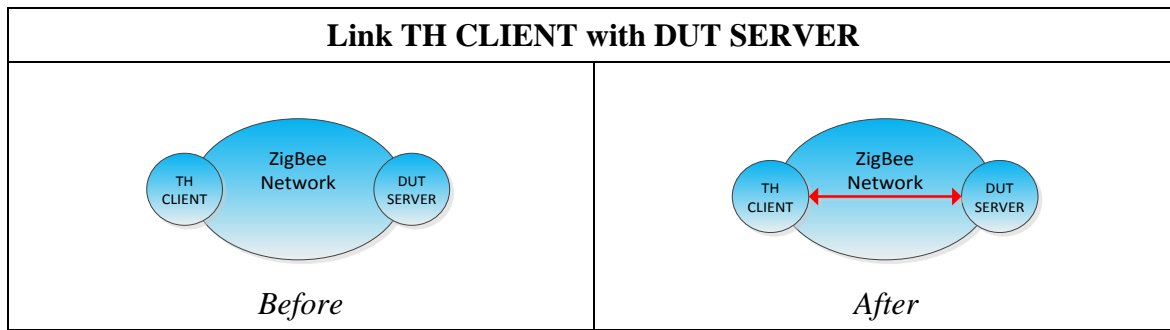 Link TH CLIENT with DUT SERVER
TH
CLIENT
ZigBee
Network
DUT
SERVER
Before
TH
CLIENT
ZigBee
Network
DUT
SERVER
After